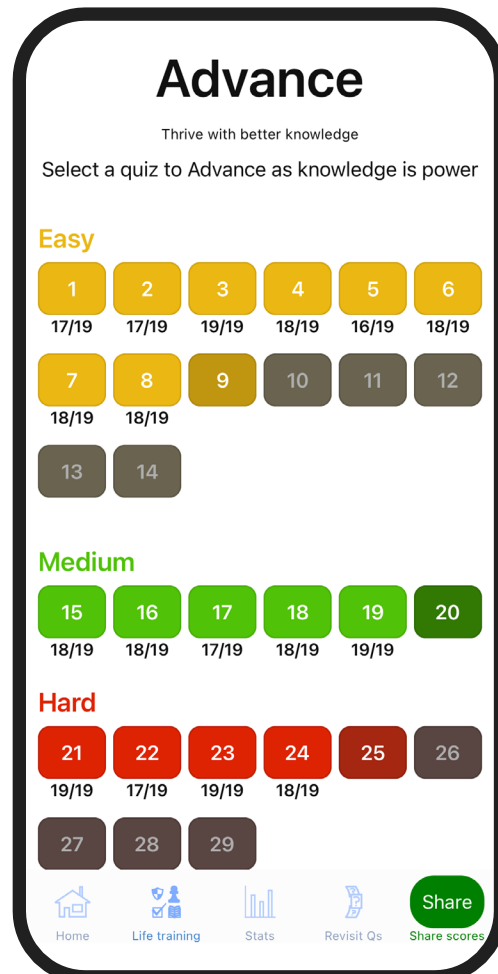 Advance
Thrive with better knowledge
Select a quiz to Advance as knowledge is power
Easy
1 2 3 4 5 6
17/19 17/19 19/19 18/19 16/19 18/19
7 8 9 10 11 12
18/19 18/19
13 14
Medium
15 16 17 18 19 20
18/19 18/19 17/19 18/19 19/19
Hard
21 22 23 24 25 26
19/19 17/19 19/19 18/19
27 28 29
Share
Home Life training Stats Revisit Qs Share scores